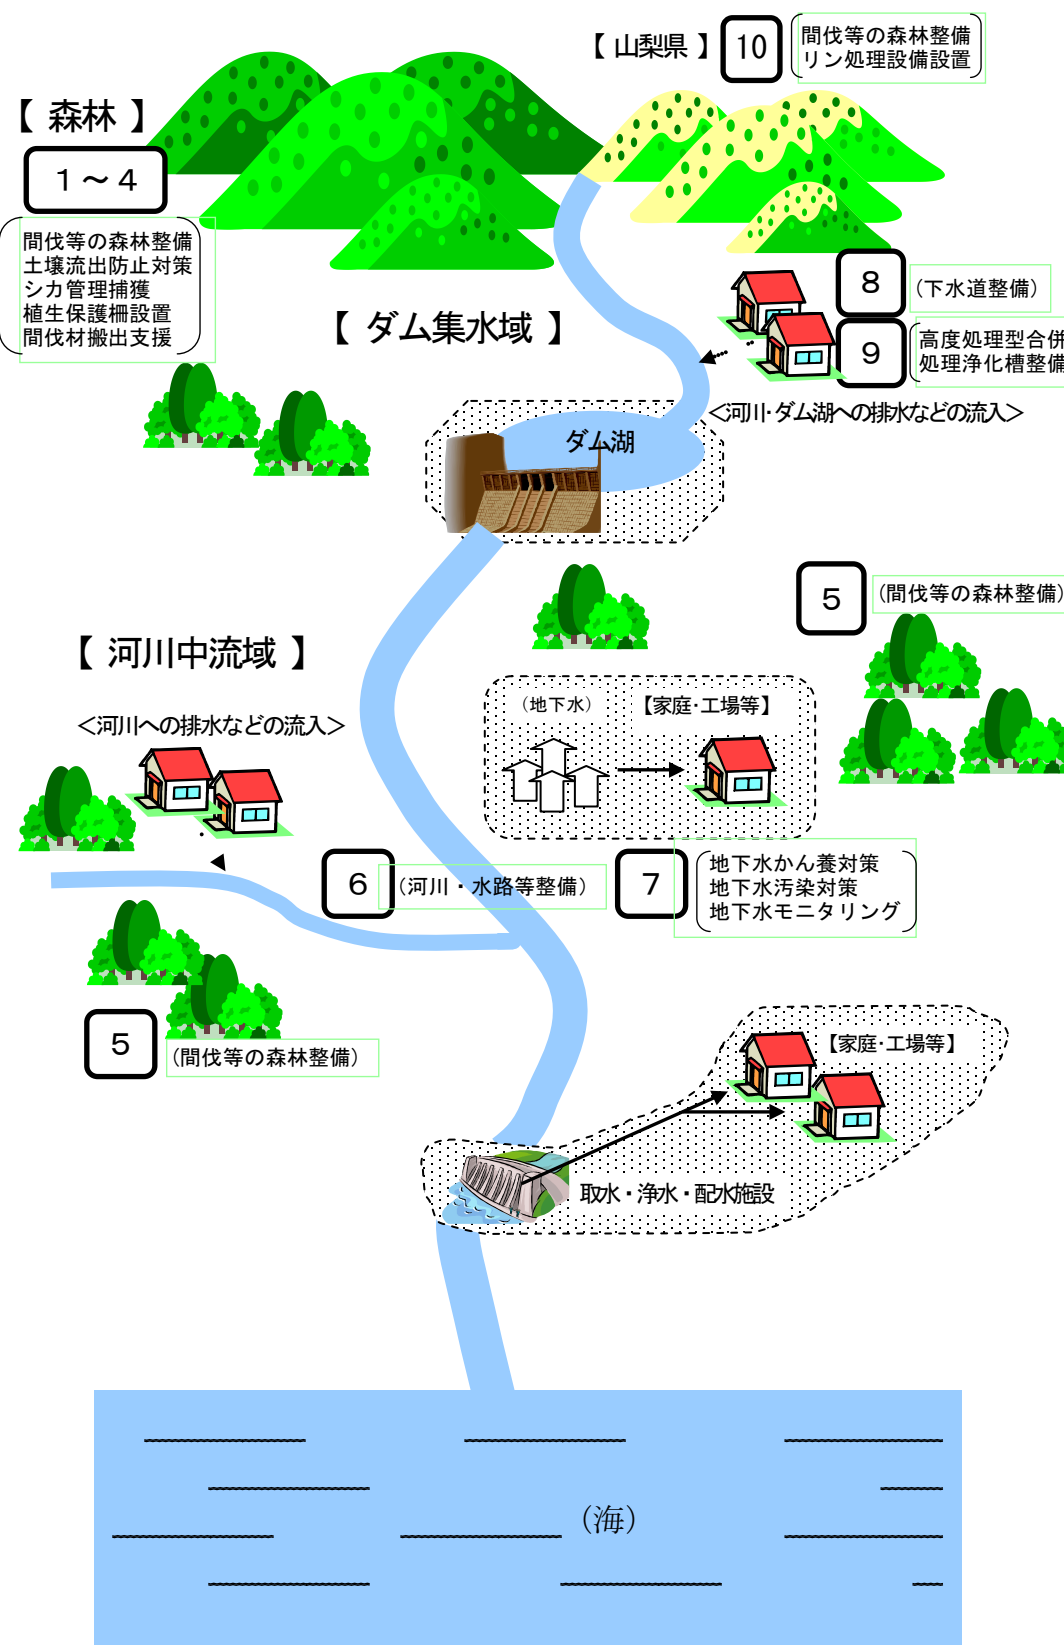 【 山梨県 】
10
間伐等の森林整備
リン処理設備設置
【 森林 】
1～4
間伐等の森林整備
土壌流出防止対策
シカ管理捕獲
植生保護柵設置
間伐材搬出支援
【 ダム集水域 】
8
(下水道整備)
9
高度処理型合併
処理浄化槽整備
＜河川・ダム湖への排水などの流入＞
ダム湖
5
(間伐等の森林整備)
【 河川中流域 】
＜河川への排水などの流入＞
(地下水)
【家庭・工場等】
6
(河川・水路等整備)
7
地下水かん養対策
地下水汚染対策
地下水モニタリング
5
(間伐等の森林整備)
【家庭・工場等】
取水・浄水・配水施設
（海）